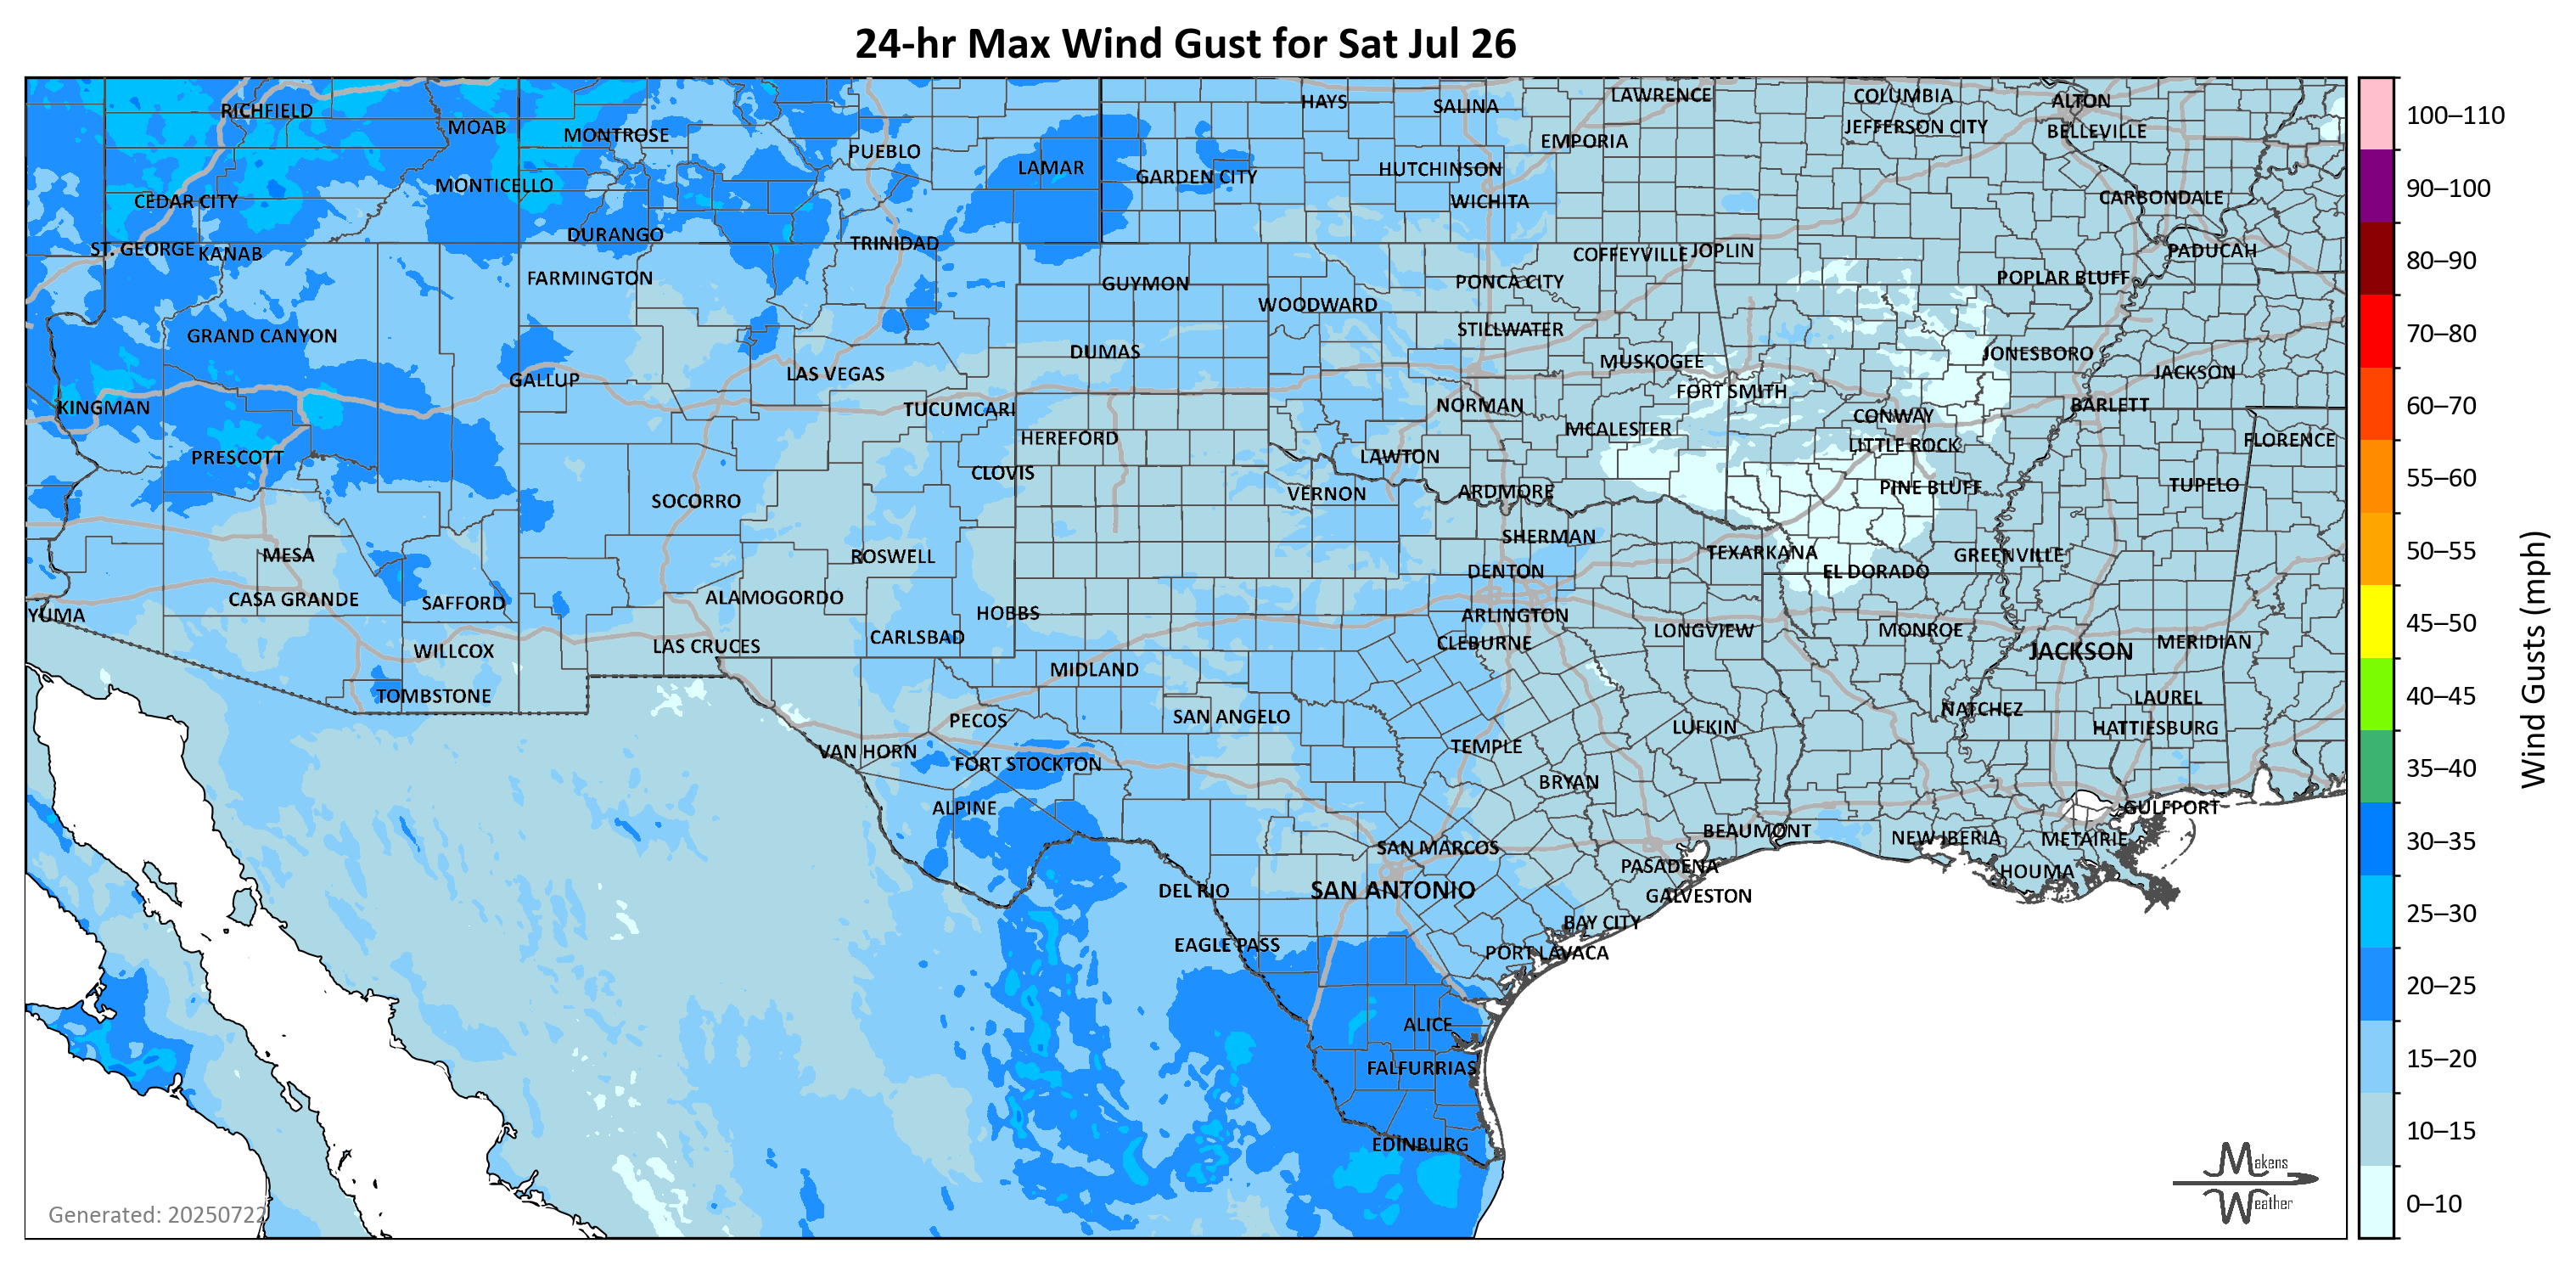 24-hr Max Wind Gust for Sat Jul 26
RICHFIELD
MOAB
MONTROSE
PUEBLO
LAMAR
GARDEN CITY
HAYS
SALINA
HUTCHINSON
WICHITA
EMPORIA
LAWRENCE
COLUMBIA
JEFFERSON CITY
ALTON
BELLEVILLE
CARBONDALE
CEDAR CITY
MONTICELLO
ST. GEORGE
KANAB
DURANGO
TRINIDAD
FARMINGTON
GUYMON
WOODWARD
PONCA CITY
COFFEYVILLE
JOPLIN
POPLAR BLUFF
PADUCAH
GRAND CANYON
GALLUP
LAS VEGAS
DUMAS
STILLWATER
MUSKOGEE
FORT SMITH
JONESBORO
JACKSON
KINGMAN
TUCUMCARI
NORMAN
CONWAY
BARLETT
PRESCOTT
HEREFORD
CLOVIS
LAWTON
MCALESTER
LITTLE ROCK
FLORENCE
SOCORRO
VERNON
ARDMORE
PINE BLUFF
TUPELO
MESA
ROSWELL
SHERMAN
TEXARKANA
GREENVILLE
DENTON
EL DORADO
YUMA
CASA GRANDE
SAFFORD
ALAMOGORDO
HOBBS
ARLINGTON
WILLCOX
LAS CRUCES
CARLSBAD
CLEBURNE
LONGVIEW
MONROE
JACKSON
MERIDIAN
TOMBSTONE
MIDLAND
PECOS
SAN ANGELO
LUFKIN
NATCHEZ
LAUREL
HATTIESBURG
VAN HORN
FORT STOCKTON
TEMPLE
BRYAN
ALPINE
SAN MARCOS
BEAUMONT
NEW IBERIA
METAIRIE
GULFPORT
PASADENA
HOUMA
DEL RIO
SAN ANTONIO
GALVESTON
BAY CITY
EAGLE PASS
PORT LAVACA
ALICE
FALFURRIAS
EDINBURG
Generated: 20250722
Makens
Weather
100–110
90–100
80–90
70–80
60–70
55–60
50–55
45–50
40–45
35–40
30–35
25–30
20–25
15–20
10–15
0–10
Wind Gusts (mph)